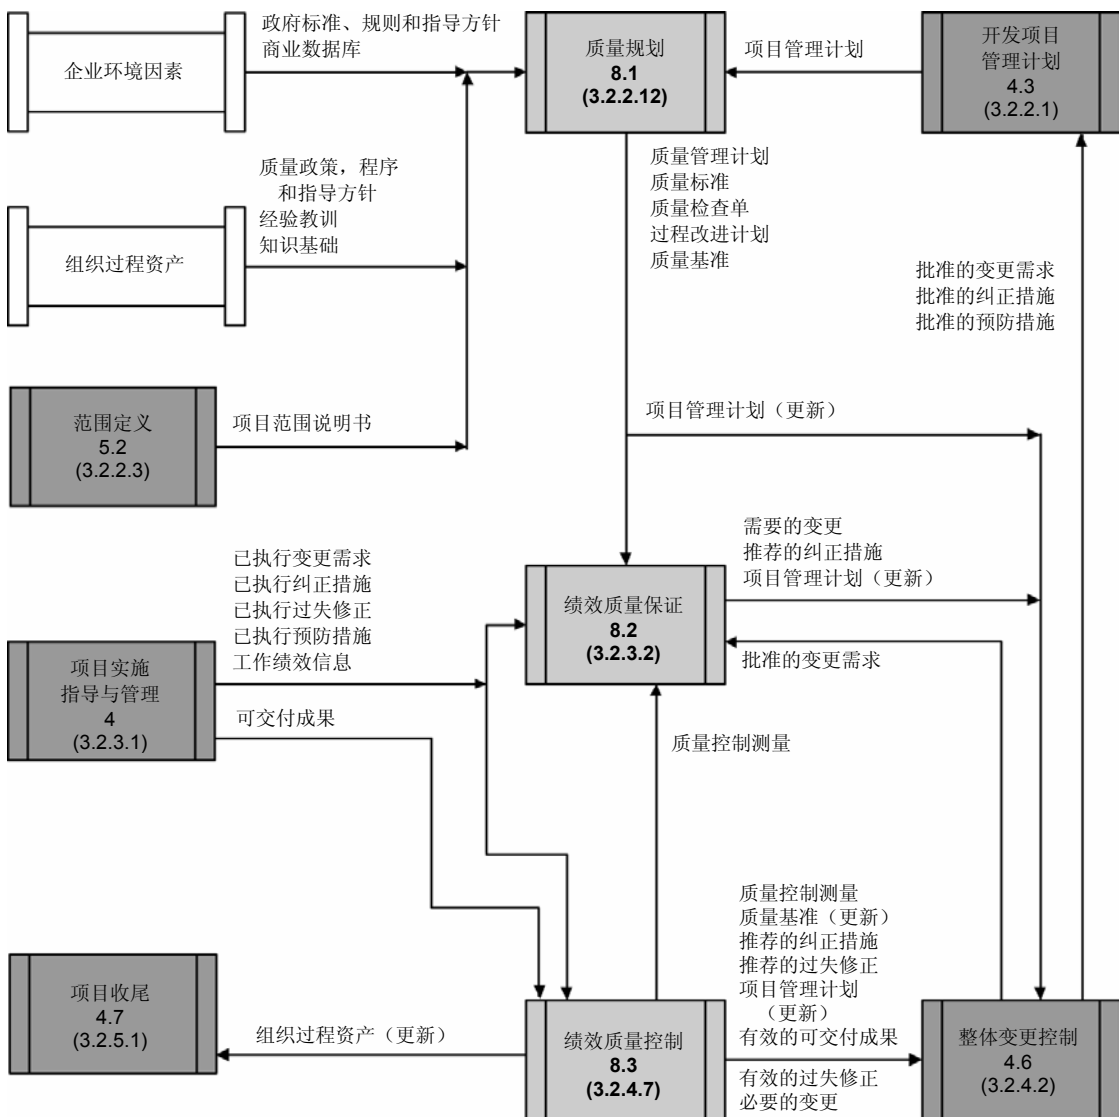 政府标准、规则和指导方针
商业数据库
企业环境因素
质量规划
8.1
(3.2.2.12)
项目管理计划
开发项目
管理计划
4.3
(3.2.2.1)
质量政策，程序
和指导方针
经验教训
知识基础
组织过程资产
质量管理计划
质量标准
质量检查单
过程改进计划
质量基准
批准的变更需求
批准的纠正措施
批准的预防措施
范围定义
5.2
(3.2.2.3)
项目范围说明书
项目管理计划（更新）
已执行变更需求
已执行纠正措施
已执行过失修正
已执行预防措施
工作绩效信息
项目实施
指导与管理
4
(3.2.3.1)
可交付成果
绩效质量保证
8.2
(3.2.3.2)
需要的变更
推荐的纠正措施
项目管理计划（更新）
批准的变更需求
质量控制测量
项目收尾
4.7
(3.2.5.1)
组织过程资产（更新）
绩效质量控制
8.3
(3.2.4.7)
质量控制测量
质量基准（更新）
推荐的纠正措施
推荐的过失修正
项目管理计划
（更新）
有效的可交付成果
有效的过失修正
必要的变更
整体变更控制
4.6
(3.2.4.2)